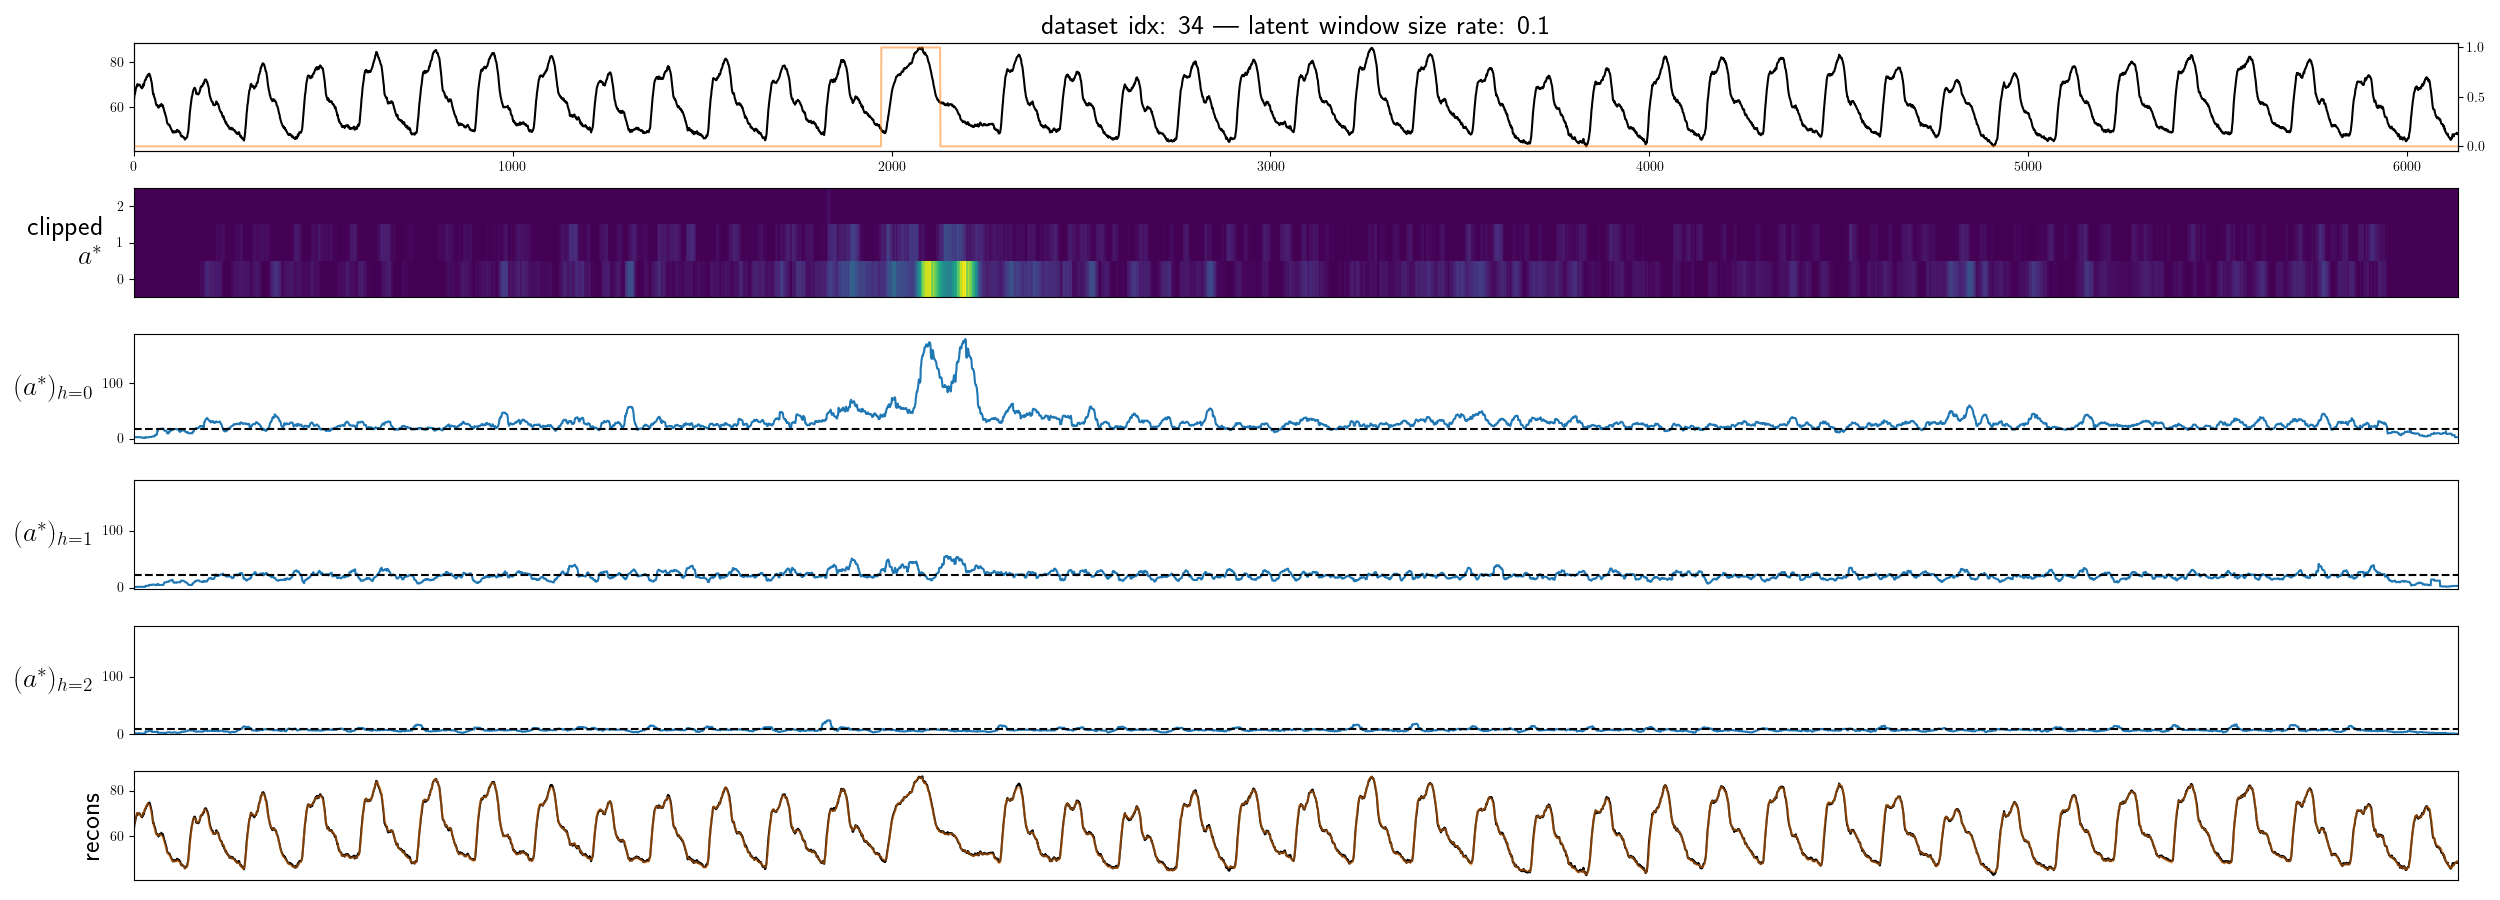 dataset idx: 34 — latent window size rate: 0.1
80
60
1.0
0.5
0.0
0 1000 2000 3000 4000 5000 6000
clipped
a*
2
1
0
(a*)h=0
100
0
(a*)h=1
100
0
(a*)h=2
100
0
recons
80
60